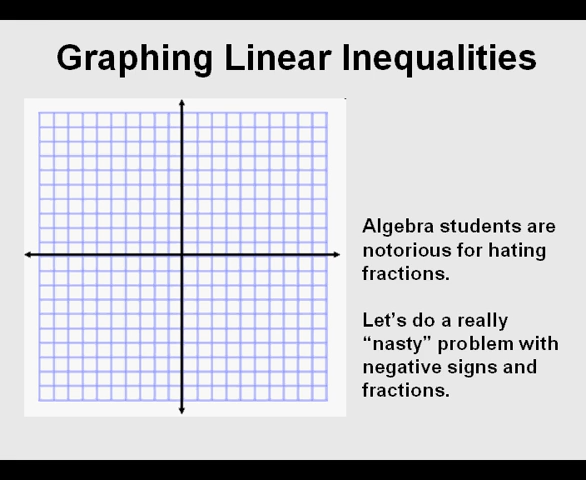 Graphing Linear Inequalities
Algebra students are
notorious for hating
fractions.
Let's do a really
“nasty” problem with
negative signs and
fractions.